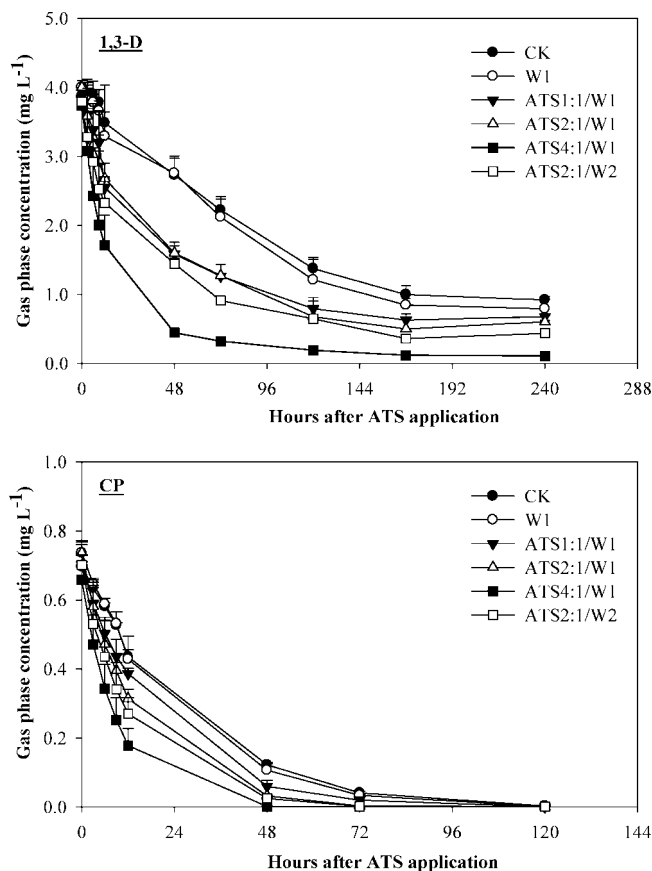 1,3-D
Gas phase concentration (mg L-1)
5.0
4.0
3.0
2.0
1.0
0.0
CK
W1
ATS1:1/W1
ATS2:1/W1
ATS4:1/W1
ATS2:1/W2
0 48 96 144 192 240 288
Hours after ATS application
CP
Gas phase concentration (mg L-1)
1.0
0.8
0.6
0.4
0.2
0.0
CK
W1
ATS1:1/W1
ATS2:1/W1
ATS4:1/W1
ATS2:1/W2
0 24 48 72 96 120 144
Hours after ATS application